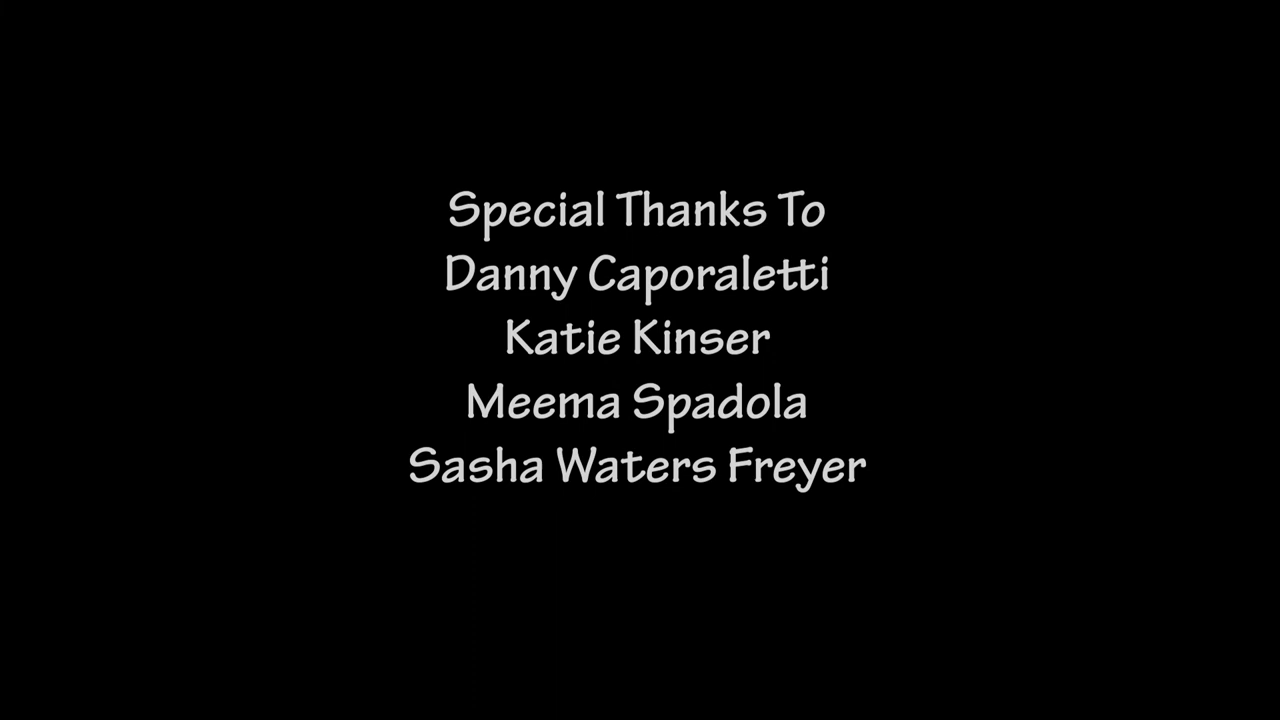 Special Thanks To
Danny Caporaletti
Katie Kinser
Meema Spadola
Sasha Waters Freyer